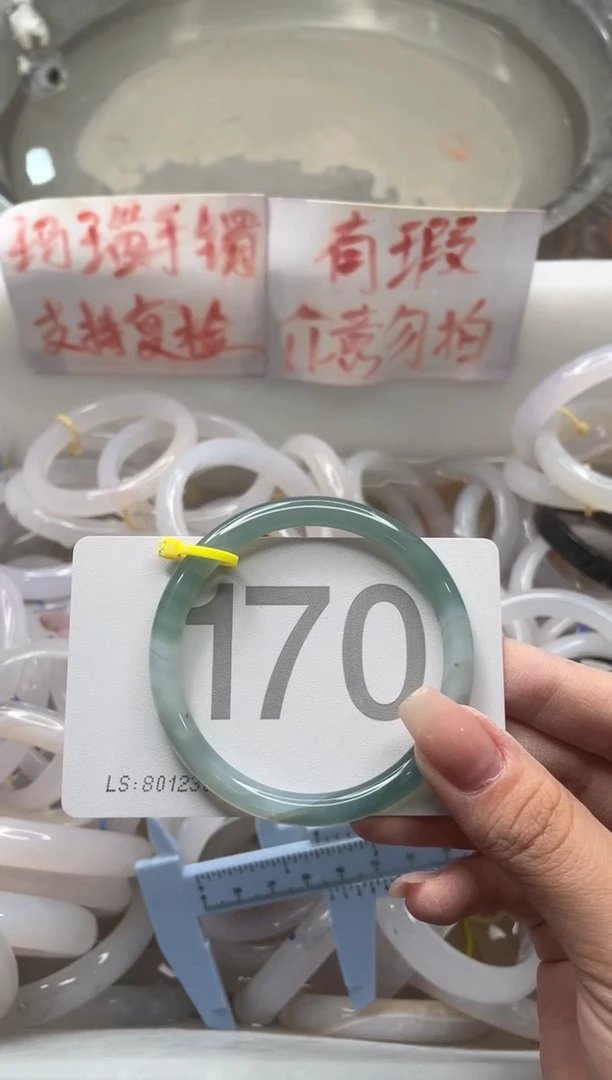 玛瑙手镯
支持复检
有瑕
介意勿拍
170
LS:80123